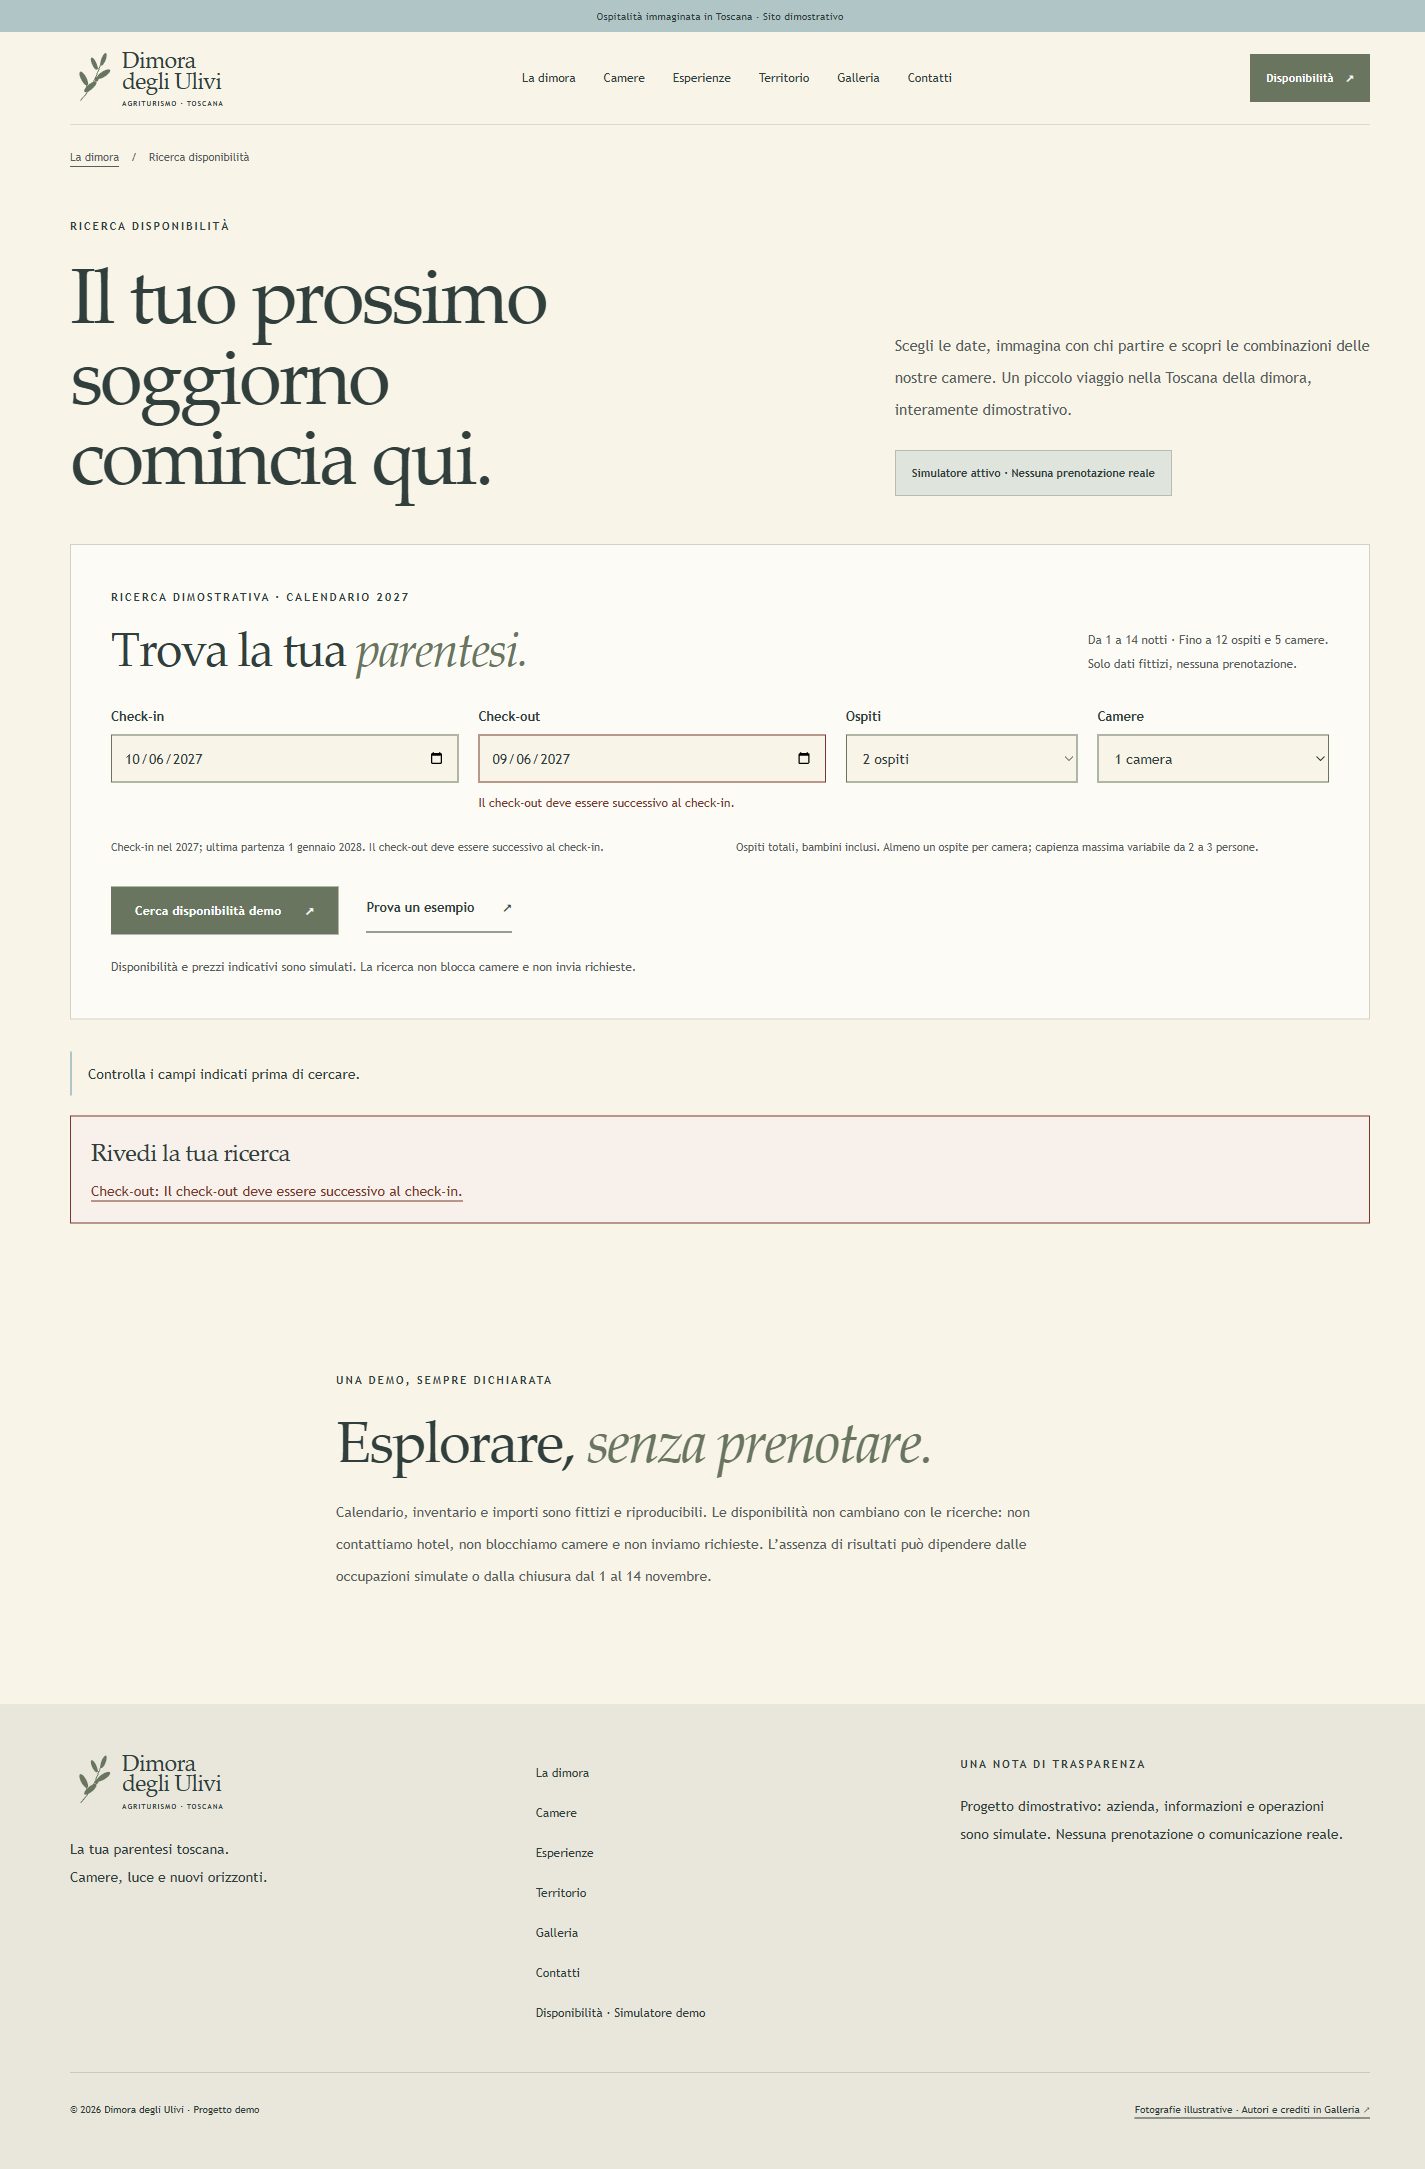 Ospitalità immaginata in Toscana · Sito dimostrativo
Dimora
degli Ulivi
AGRITURISMO · TOSCANA
La dimora Camere Esperienze Territorio Galleria Contatti
Disponibilità ↗
La dimora / Ricerca disponibilità
RICERCA DISPONIBILITÀ
Il tuo prossimo
soggiorno
comincia qui.
Scegli le date, immagina con chi partire e scopri le combinazioni delle
nostre camere. Un piccolo viaggio nella Toscana della dimora,
interamente dimostrativo.
Simulatore attivo · Nessuna prenotazione reale
RICERCA DIMOSTRATIVA · CALENDARIO 2027
Trova la tua parentesi.
Da 1 a 14 notti · Fino a 12 ospiti e 5 camere.
Solo dati fittizi, nessuna prenotazione.
Check-in Check-out Ospiti Camere
10/06/2027 09/06/2027 2 ospiti 1 camera
Il check-out deve essere successivo al check-in.
Check-in nel 2027; ultima partenza 1 gennaio 2028. Il check-out deve essere successivo al check-in.
Ospiti totali, bambini inclusi. Almeno un ospite per camera; capienza massima variabile da 2 a 3 persone.
Cerca disponibilità demo ↗ Prova un esempio ↗
Disponibilità e prezzi indicativi sono simulati. La ricerca non blocca camere e non invia richieste.
Controlla i campi indicati prima di cercare.
Rivedi la tua ricerca
Check-out: Il check-out deve essere successivo al check-in.
UNA DEMO, SEMPRE DICHIARATA
Esplorare, senza prenotare.
Calendario, inventario e importi sono fittizi e riproducibili. Le disponibilità non cambiano con le ricerche: non
contattiamo hotel, non blocchiamo camere e non inviamo richieste. L’assenza di risultati può dipendere dalle
occupazioni simulate o dalla chiusura dal 1 al 14 novembre.
Dimora
degli Ulivi
AGRITURISMO · TOSCANA
La tua parentesi toscana.
Camere, luce e nuovi orizzonti.
La dimora
Camere
Esperienze
Territorio
Galleria
Contatti
Disponibilità · Simulatore demo
UNA NOTA DI TRASPARENZA
Progetto dimostrativo: azienda, informazioni e operazioni
sono simulate. Nessuna prenotazione o comunicazione reale.
© 2026 Dimora degli Ulivi · Progetto demo
Fotografie illustrative · Autori e crediti in Galleria ↗